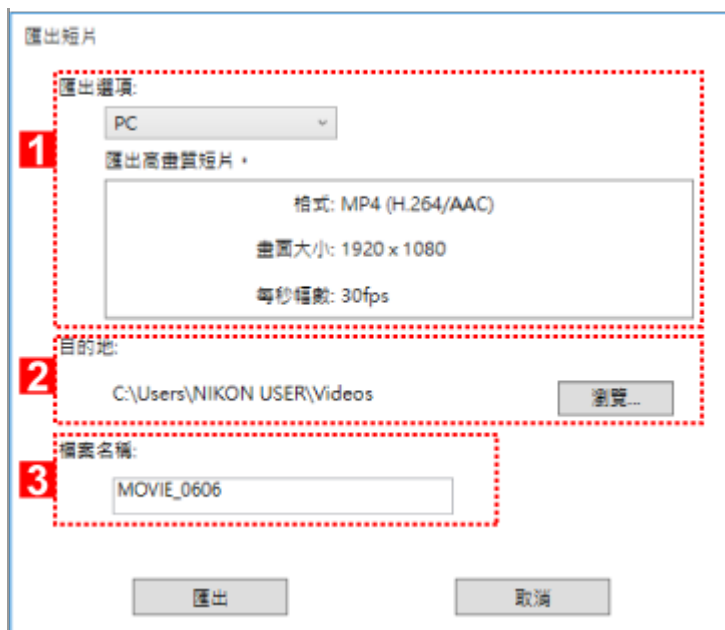 匯出短片
匯出選項:
PC
1
匯出高畫質短片。
格式: MP4 (H.264/AAC)
畫面大小: 1920 x 1080
每秒幅數: 30fps
目的地:
2
C:\Users\NIKON USER\Videos
瀏覽...
檔案名稱:
3
MOVIE_0606
匯出
取消